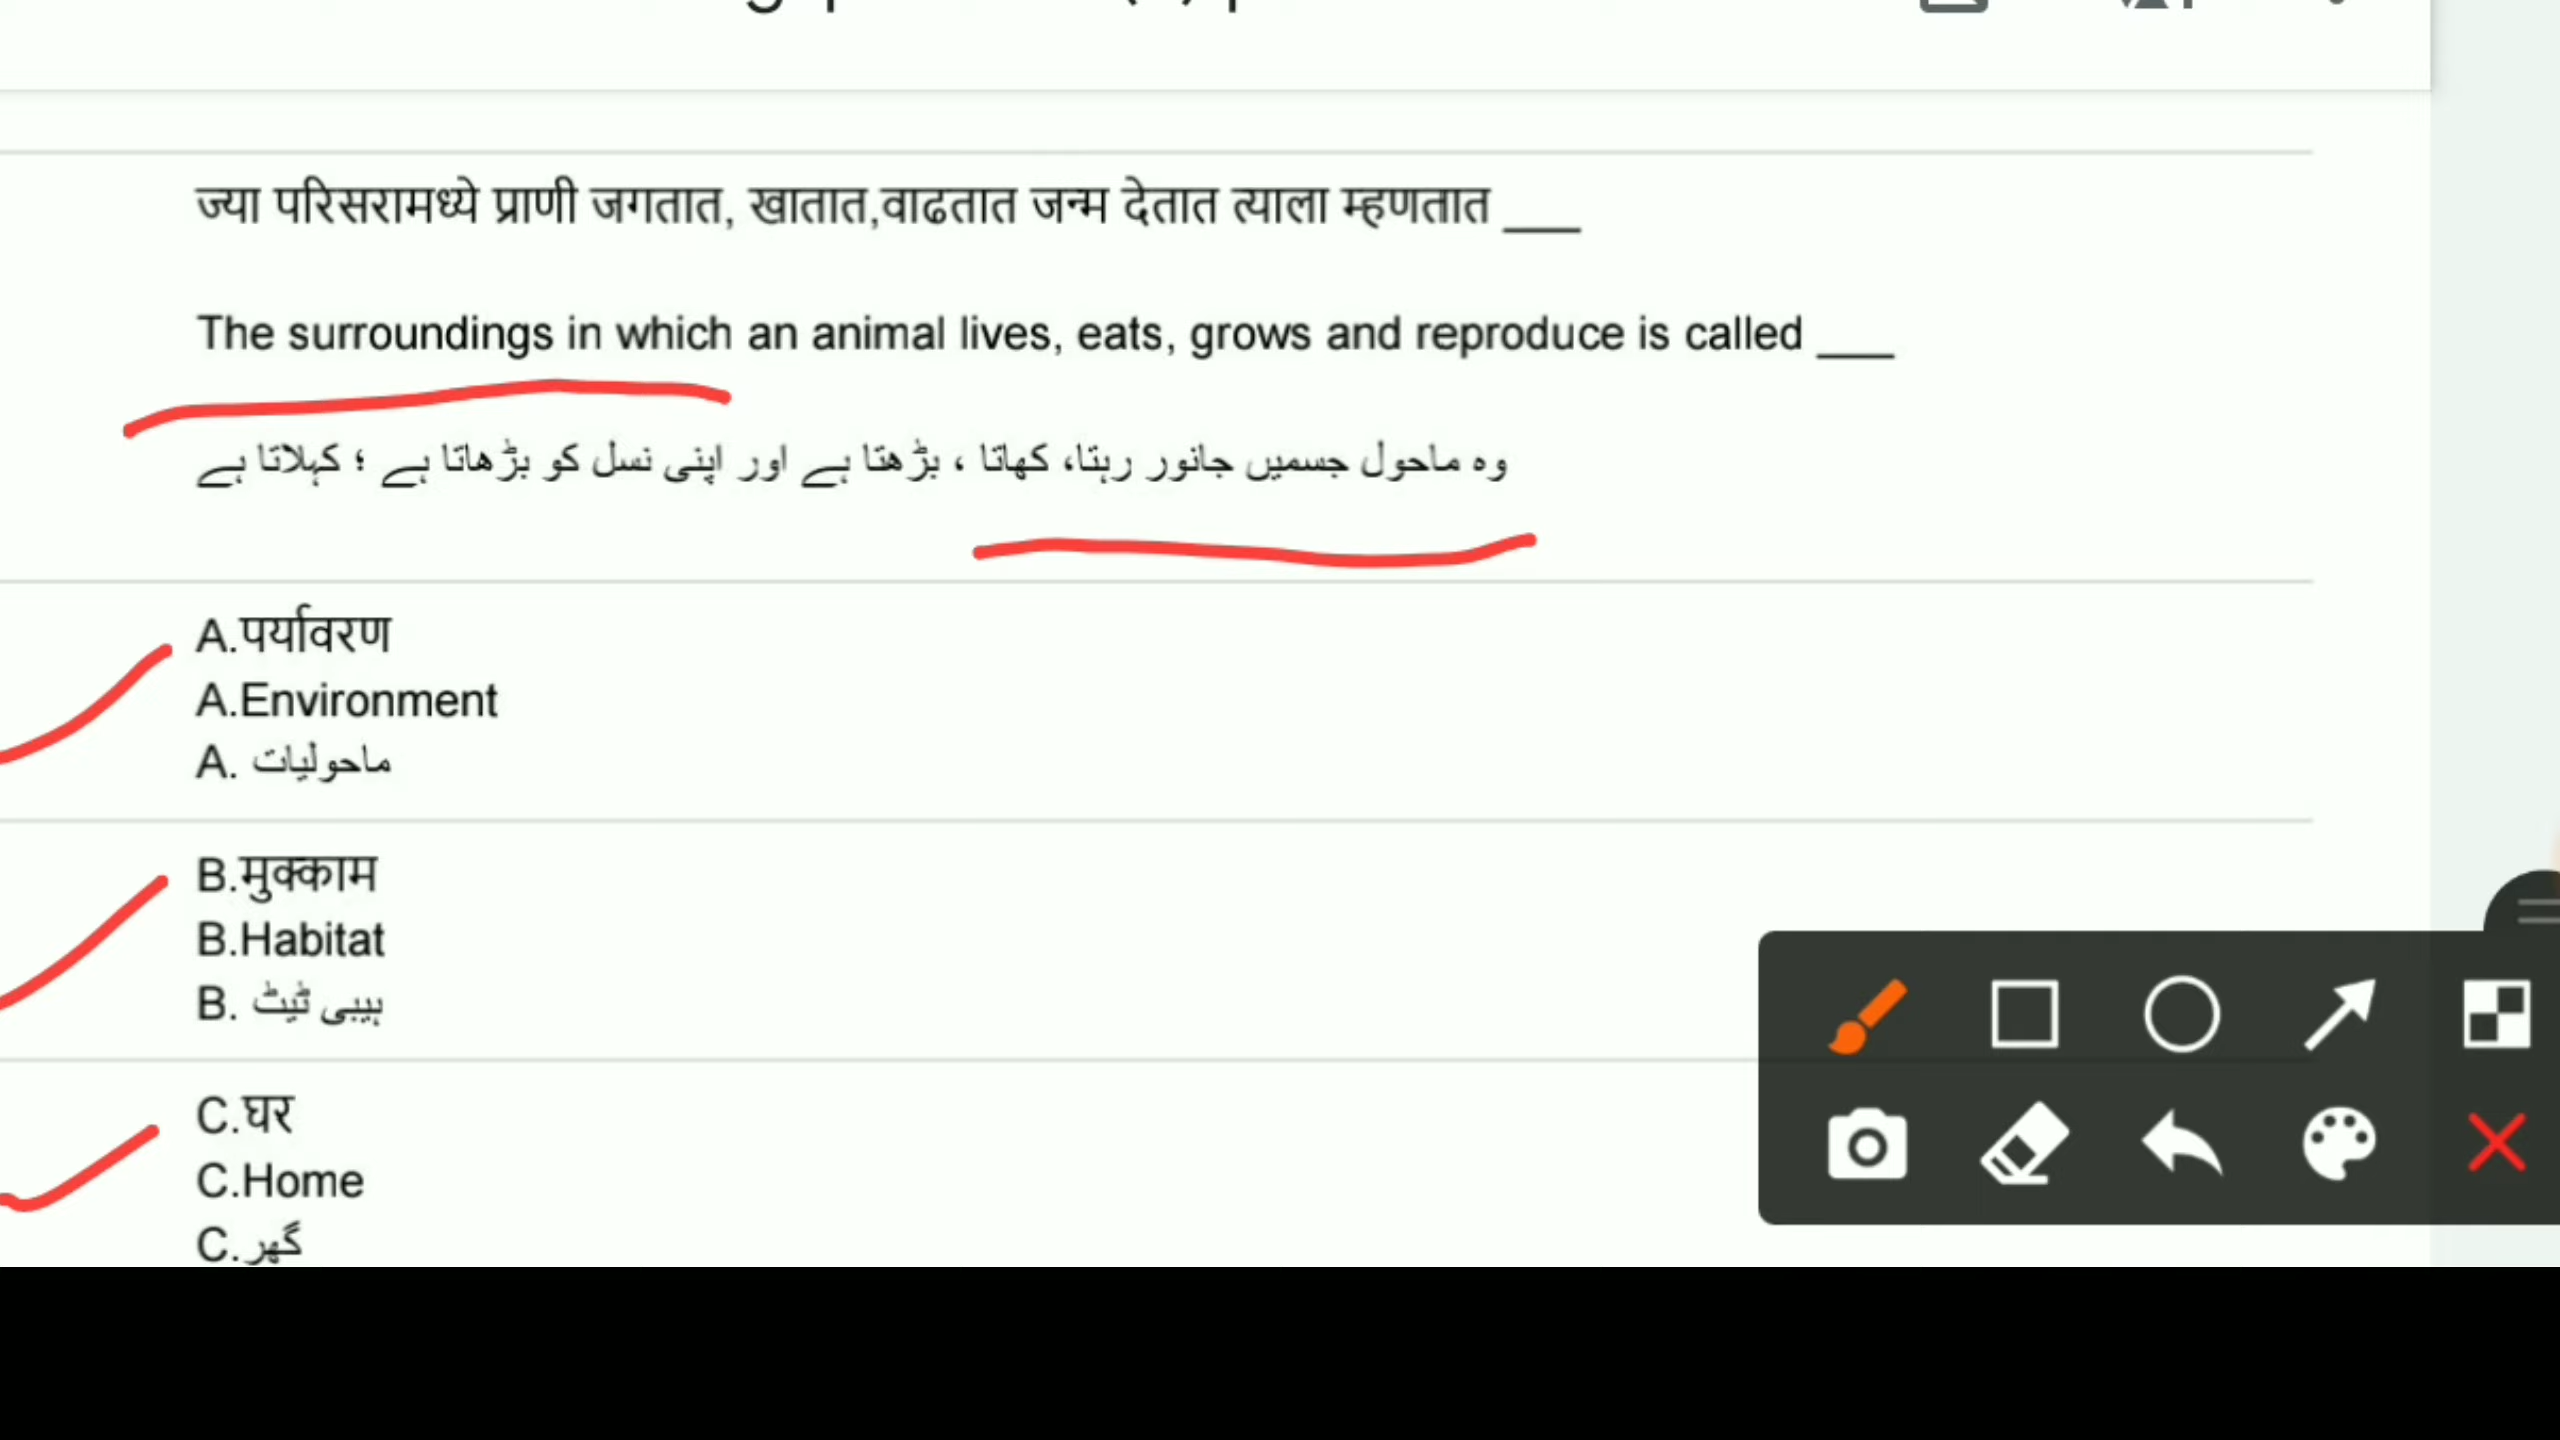 ज्या परिसरामध्ये प्राणी जगतात, खातात,वाढतात जन्म देतात त्याला म्हणतात ___
The surroundings in which an animal lives, eats, grows and reproduce is called ___
وہ ماحول جسمیں جانور رہتا، کھاتا ، بڑھتا ہے اور اپنی نسل کو بڑھاتا ہے ؛ کہلاتا ہے
A.पर्यावरण
A.Environment
A. ماحولیات
B.मुक्काम
B.Habitat
B. ہیبی ٹیٹ
C.घर
C.Home
C.گھر